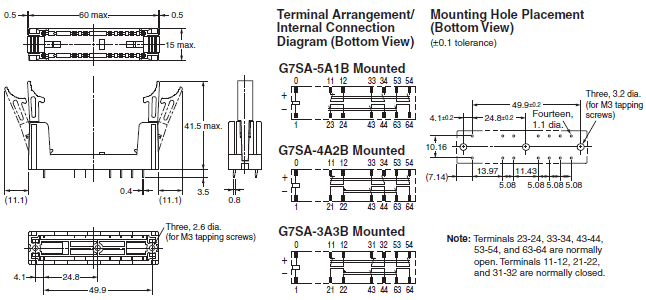 0.5
60 max.
0.5
15 max.
41.5 max.
(11.1)
0.4
(11.1)
3.5
0.8
Three, 2.6 dia.
(for M3 tapping screws)
4.1
24.8
49.9
Terminal Arrangement/
Internal Connection
Diagram (Bottom View)
G7SA-5A1B Mounted
0 11 12 33 34 53 54
+
−
1 23 24 43 44 63 64
G7SA-4A2B Mounted
0 11 12 33 34 53 54
+
−
1 21 22 43 44 63 64
G7SA-3A3B Mounted
0 11 12 31 32 53 54
+
−
1 21 22 43 44 63 64
Mounting Hole Placement
(Bottom View)
(±0.1 tolerance)
Three, 3.2 dia.
(for M3 tapping
screws)
49.9±0.2
4.1±0.2
24.8±0.2
Fourteen,
1.1 dia.
10.16
(7.14)
13.97
11.43
5.08 5.08 5.08 5.08
Note: Terminals 23-24, 33-34, 43-44,
53-54, and 63-64 are normally
open. Terminals 11-12, 21-22,
and 31-32 are normally closed.